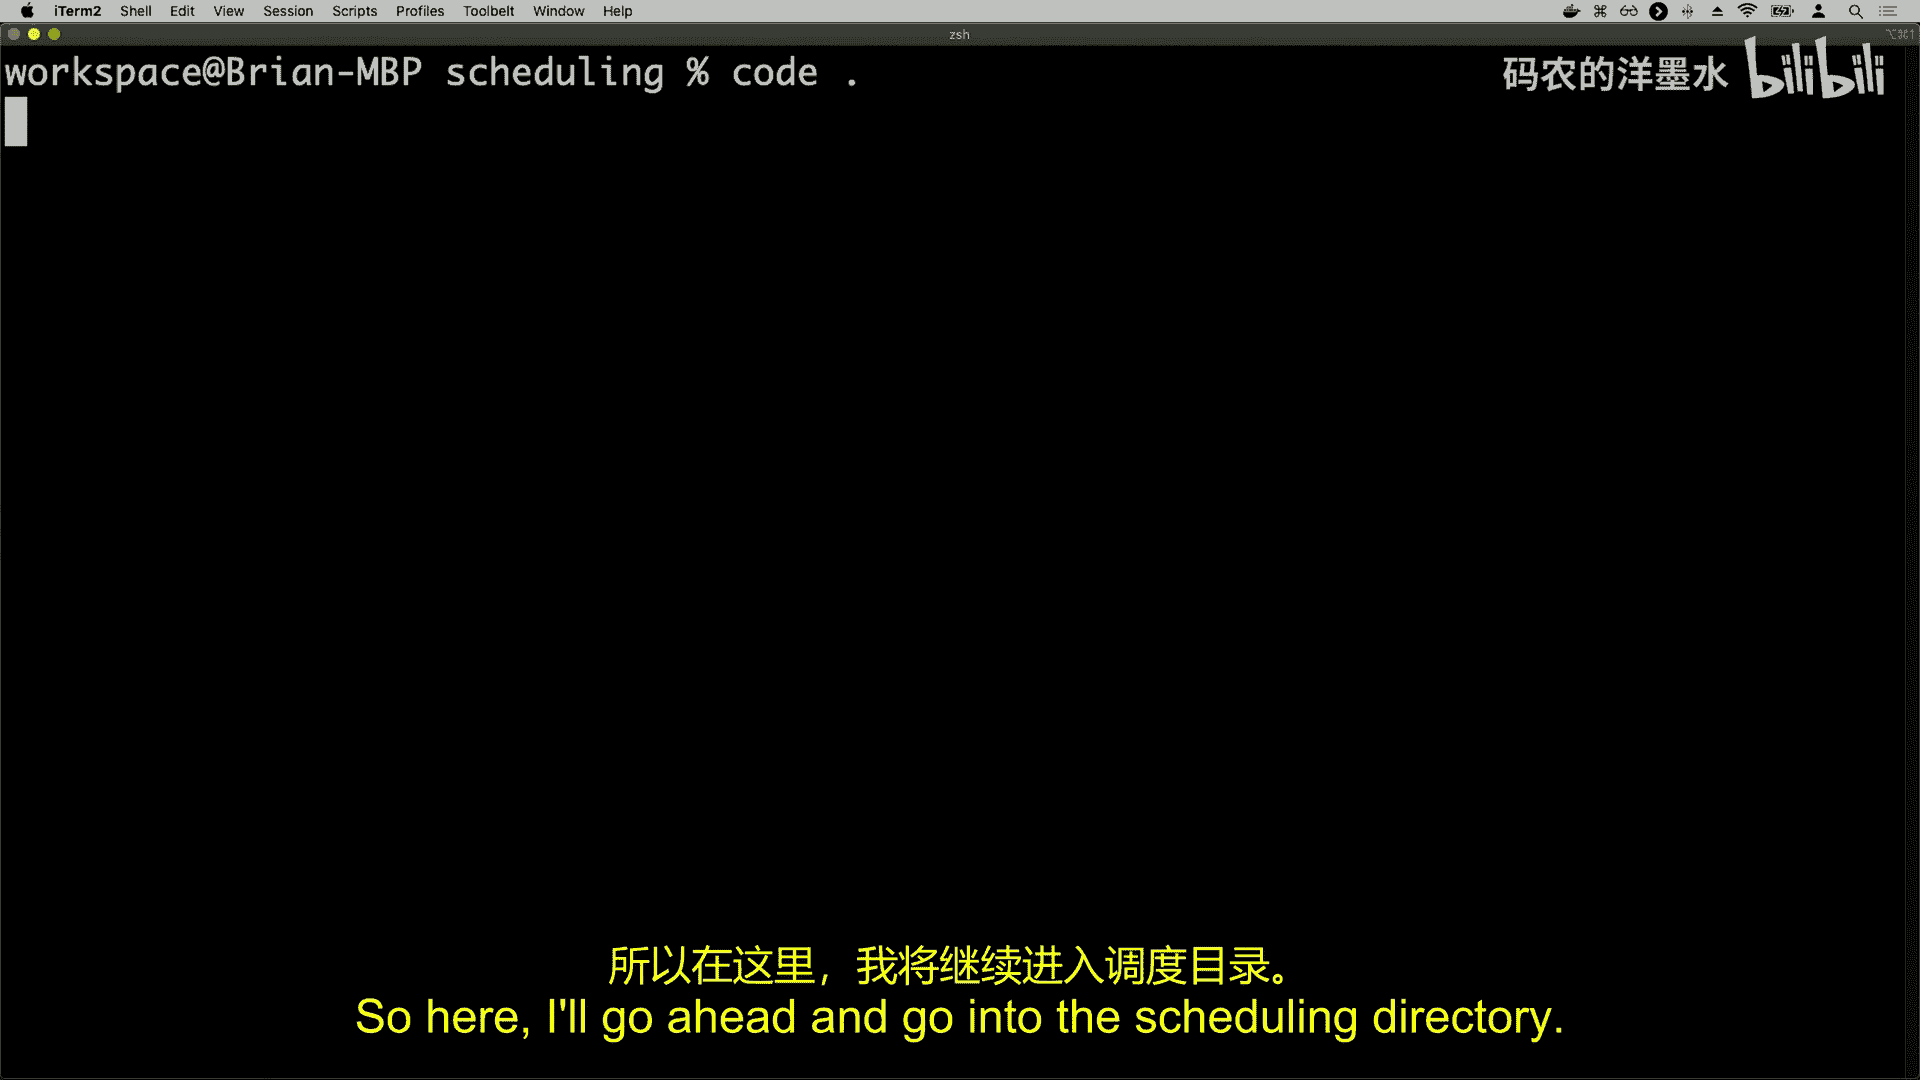 iTerm2 Shell Edit View Session Scripts Profiles Toolbelt Window Help
zsh
⌥⌘1
workspace@Brian-MBP scheduling % code .
码农的洋墨水 bilibili
所以在这里，我将继续进入调度目录。
So here, I'll go ahead and go into the scheduling directory.